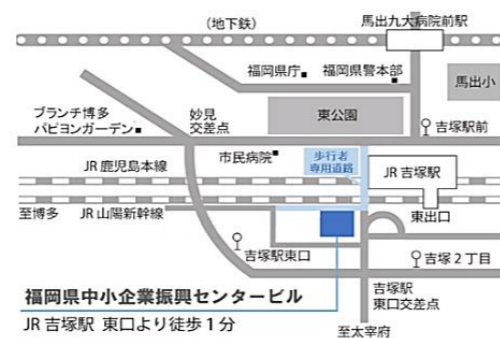 （地下鉄）
馬出九大病院前駅
福岡県庁
福岡県警本部
馬出小
ブランチ博多
パピヨンガーデン
妙見
交差点
東公園
吉塚駅前
市民病院
歩行者
専用道路
JR 吉塚駅
JR 鹿児島本線
至博多
JR 山陽新幹線
東出口
吉塚駅東口
吉塚２丁目
吉塚駅
東口交差点
福岡県中小企業振興センタービル
JR 吉塚駅 東口より徒歩 1 分
至太宰府